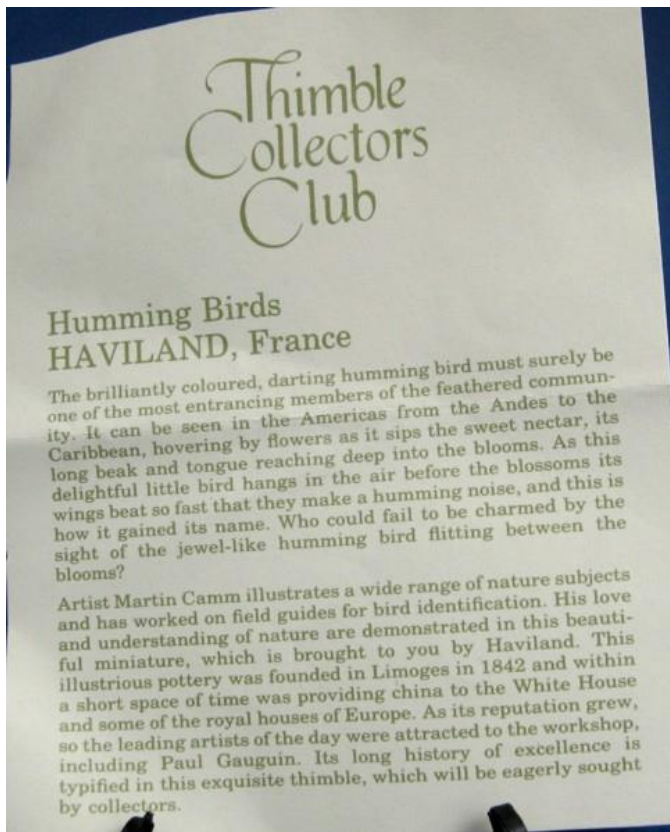 Thimble
Collectors
Club
Humming Birds
HAVILAND, France
The brilliantly coloured, darting humming bird must surely be
one of the most entrancing members of the feathered commun-
ity. It can be seen in the Americas from the Andes to the
Caribbean, hovering by flowers as it sips the sweet nectar, its
long beak and tongue reaching deep into the blooms. As this
delightful little bird hangs in the air before the blossoms its
wings beat so fast that they make a humming noise, and this is
how it gained its name. Who could fail to be charmed by the
sight of the jewel-like humming bird flitting between the
blooms?
Artist Martin Camm illustrates a wide range of nature subjects
and has worked on field guides for bird identification. His love
and understanding of nature are demonstrated in this beauti-
ful miniature, which is brought to you by Haviland. This
illustrious pottery was founded in Limoges in 1842 and within
a short space of time was providing china to the White House
and some of the royal houses of Europe. As its reputation grew,
so the leading artists of the day were attracted to the workshop,
including Paul Gauguin. Its long history of excellence is
typified in this exquisite thimble, which will be eagerly sought
by collectors.